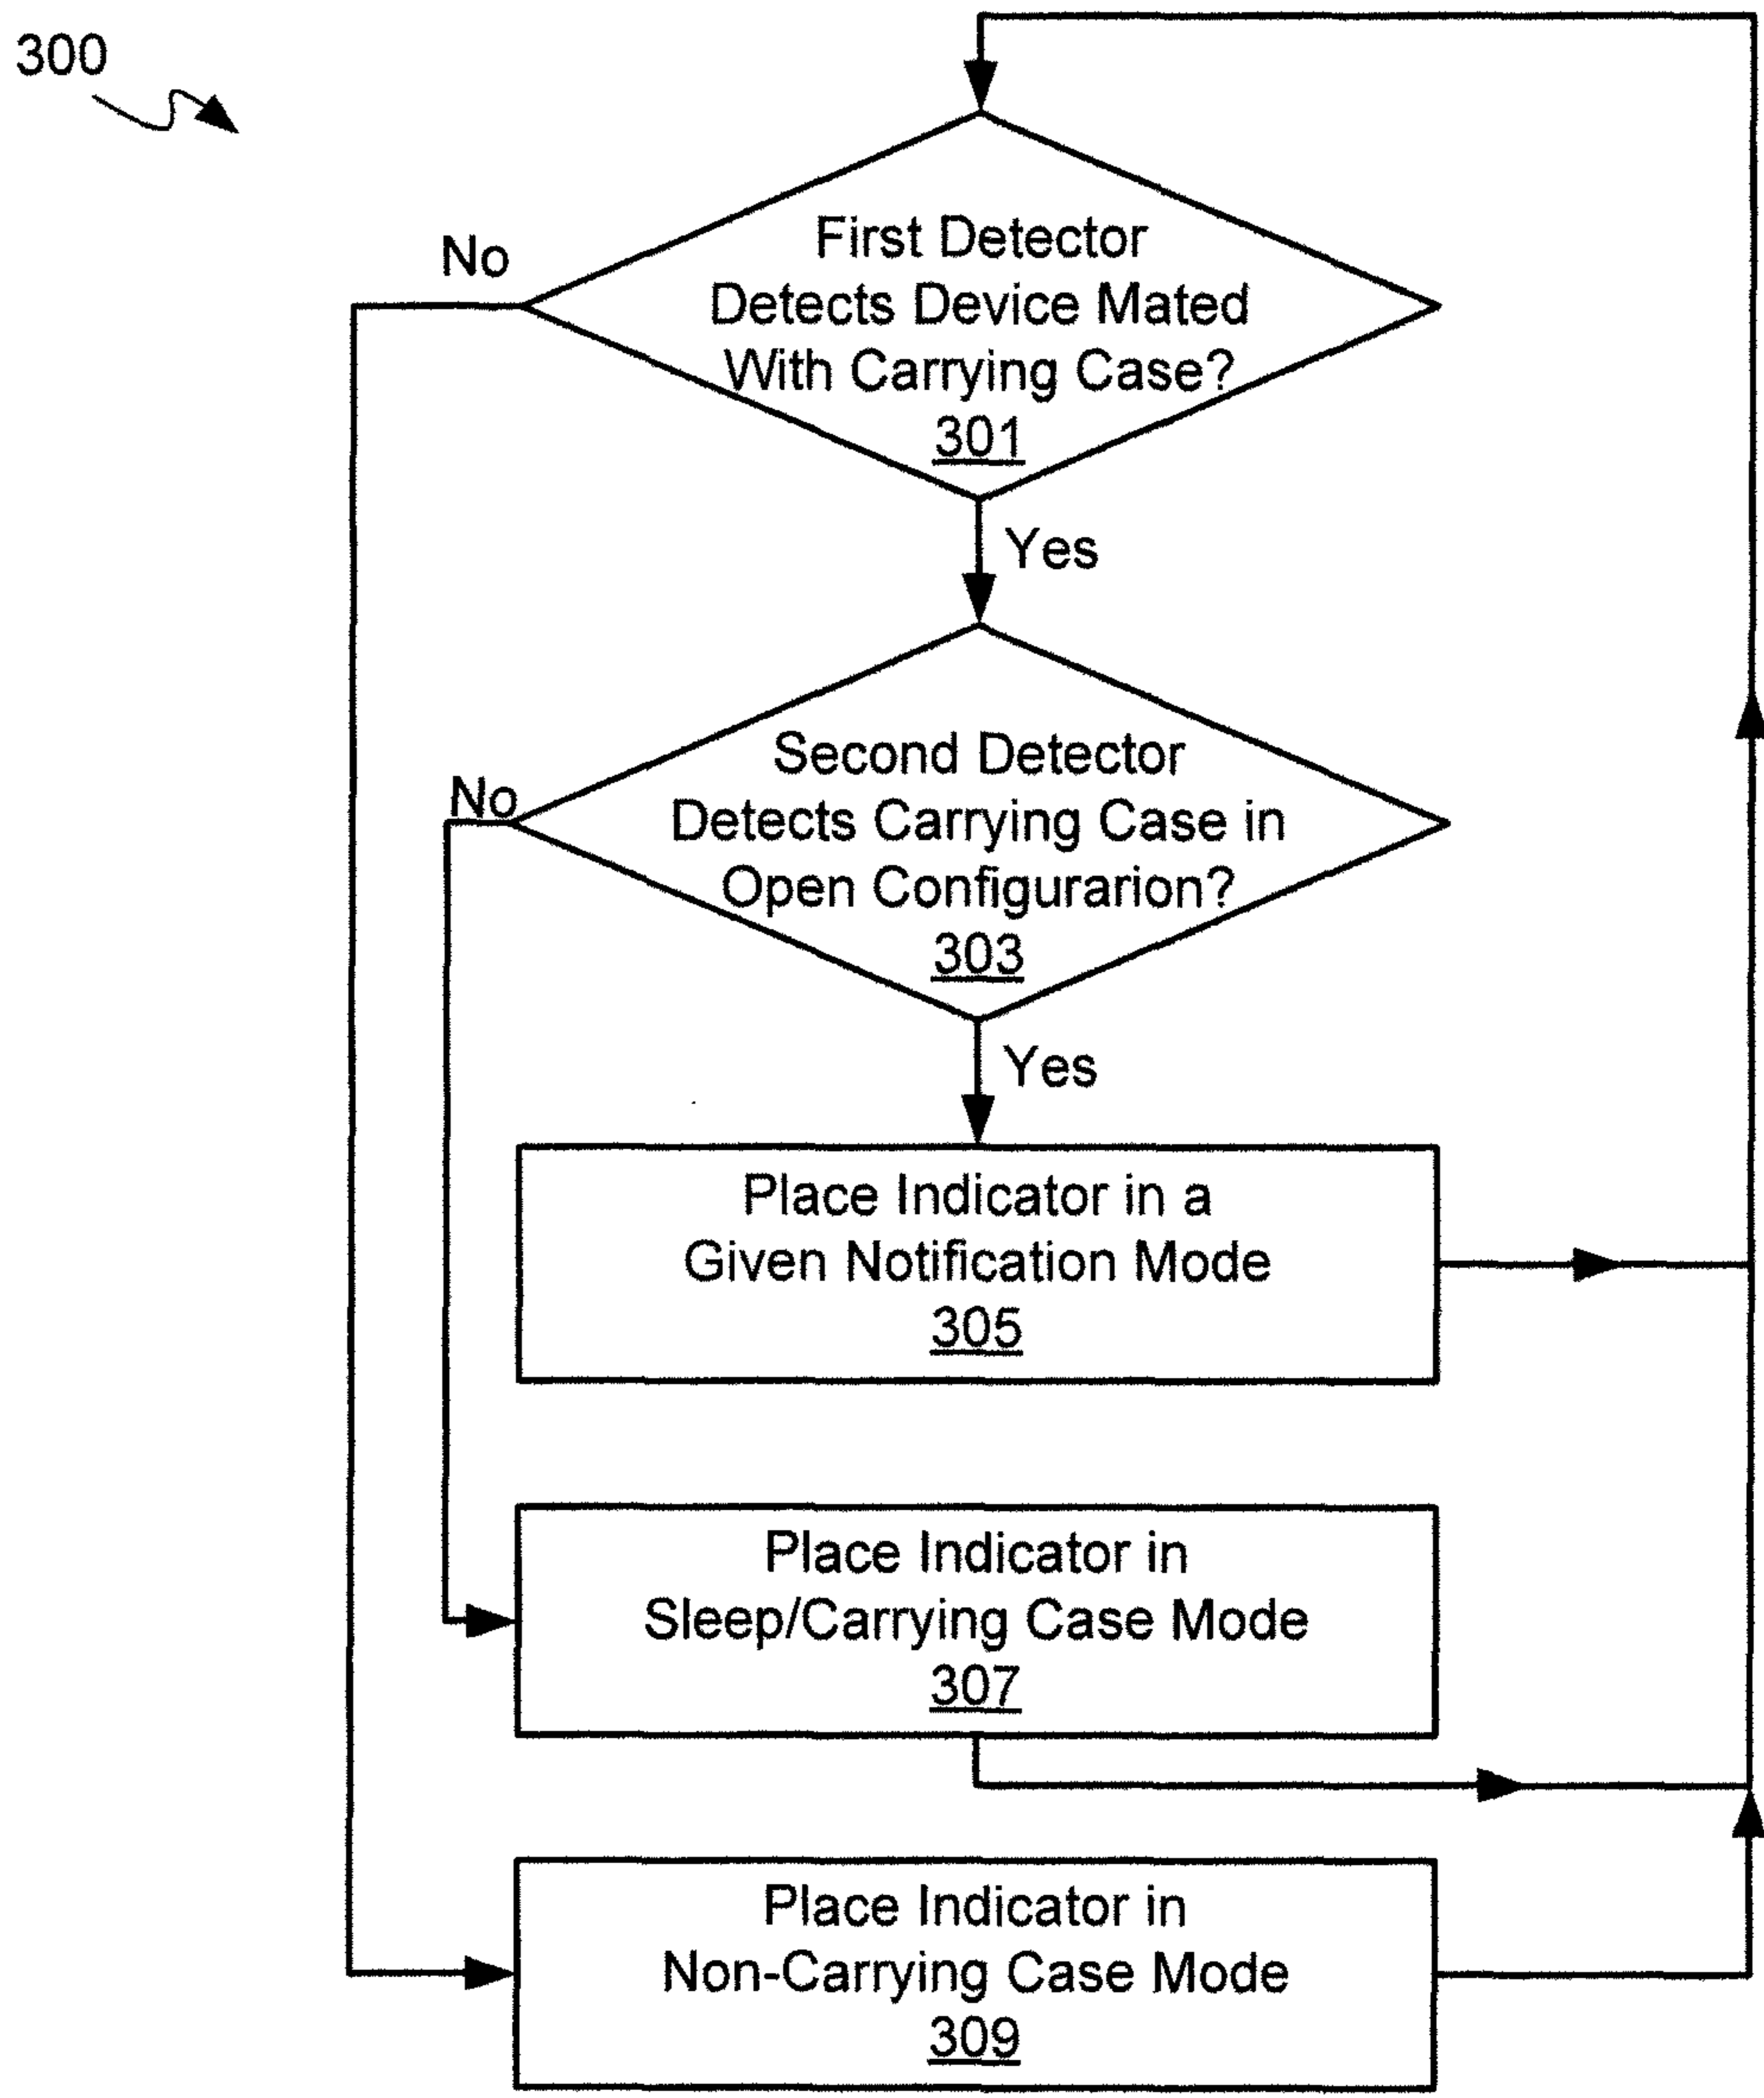 300
First Detector
Detects Device Mated
With Carrying Case?
301
No
Yes
Second Detector
Detects Carrying Case in
Open Configurarion?
303
No
Yes
Place Indicator in a
Given Notification Mode
305
Place Indicator in
Sleep/Carrying Case Mode
307
Place Indicator in
Non-Carrying Case Mode
309